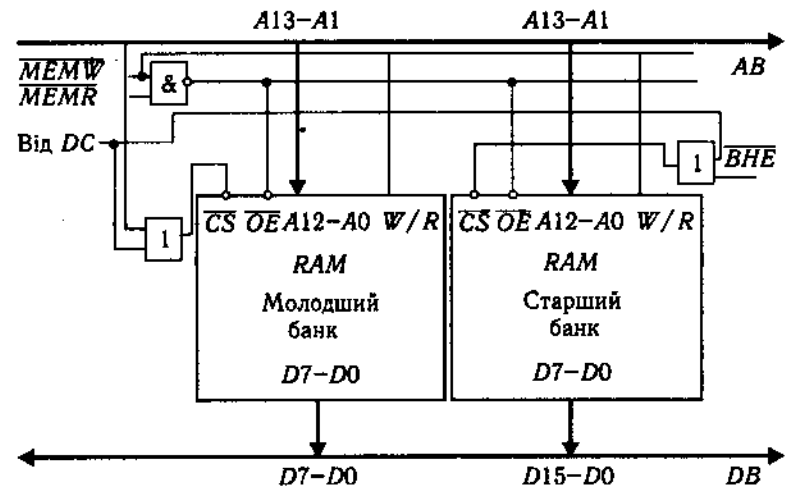 A13–A1 A13–A1
AB
MEMW
MEMR
&
Від DC
1
BHE
1
CS OE A12–A0 W/R
RAM
Молодший
банк
D7–D0
CS OE A12–A0 W/R
RAM
Старший
банк
D7–D0
D7–D0 D15–D0 DB